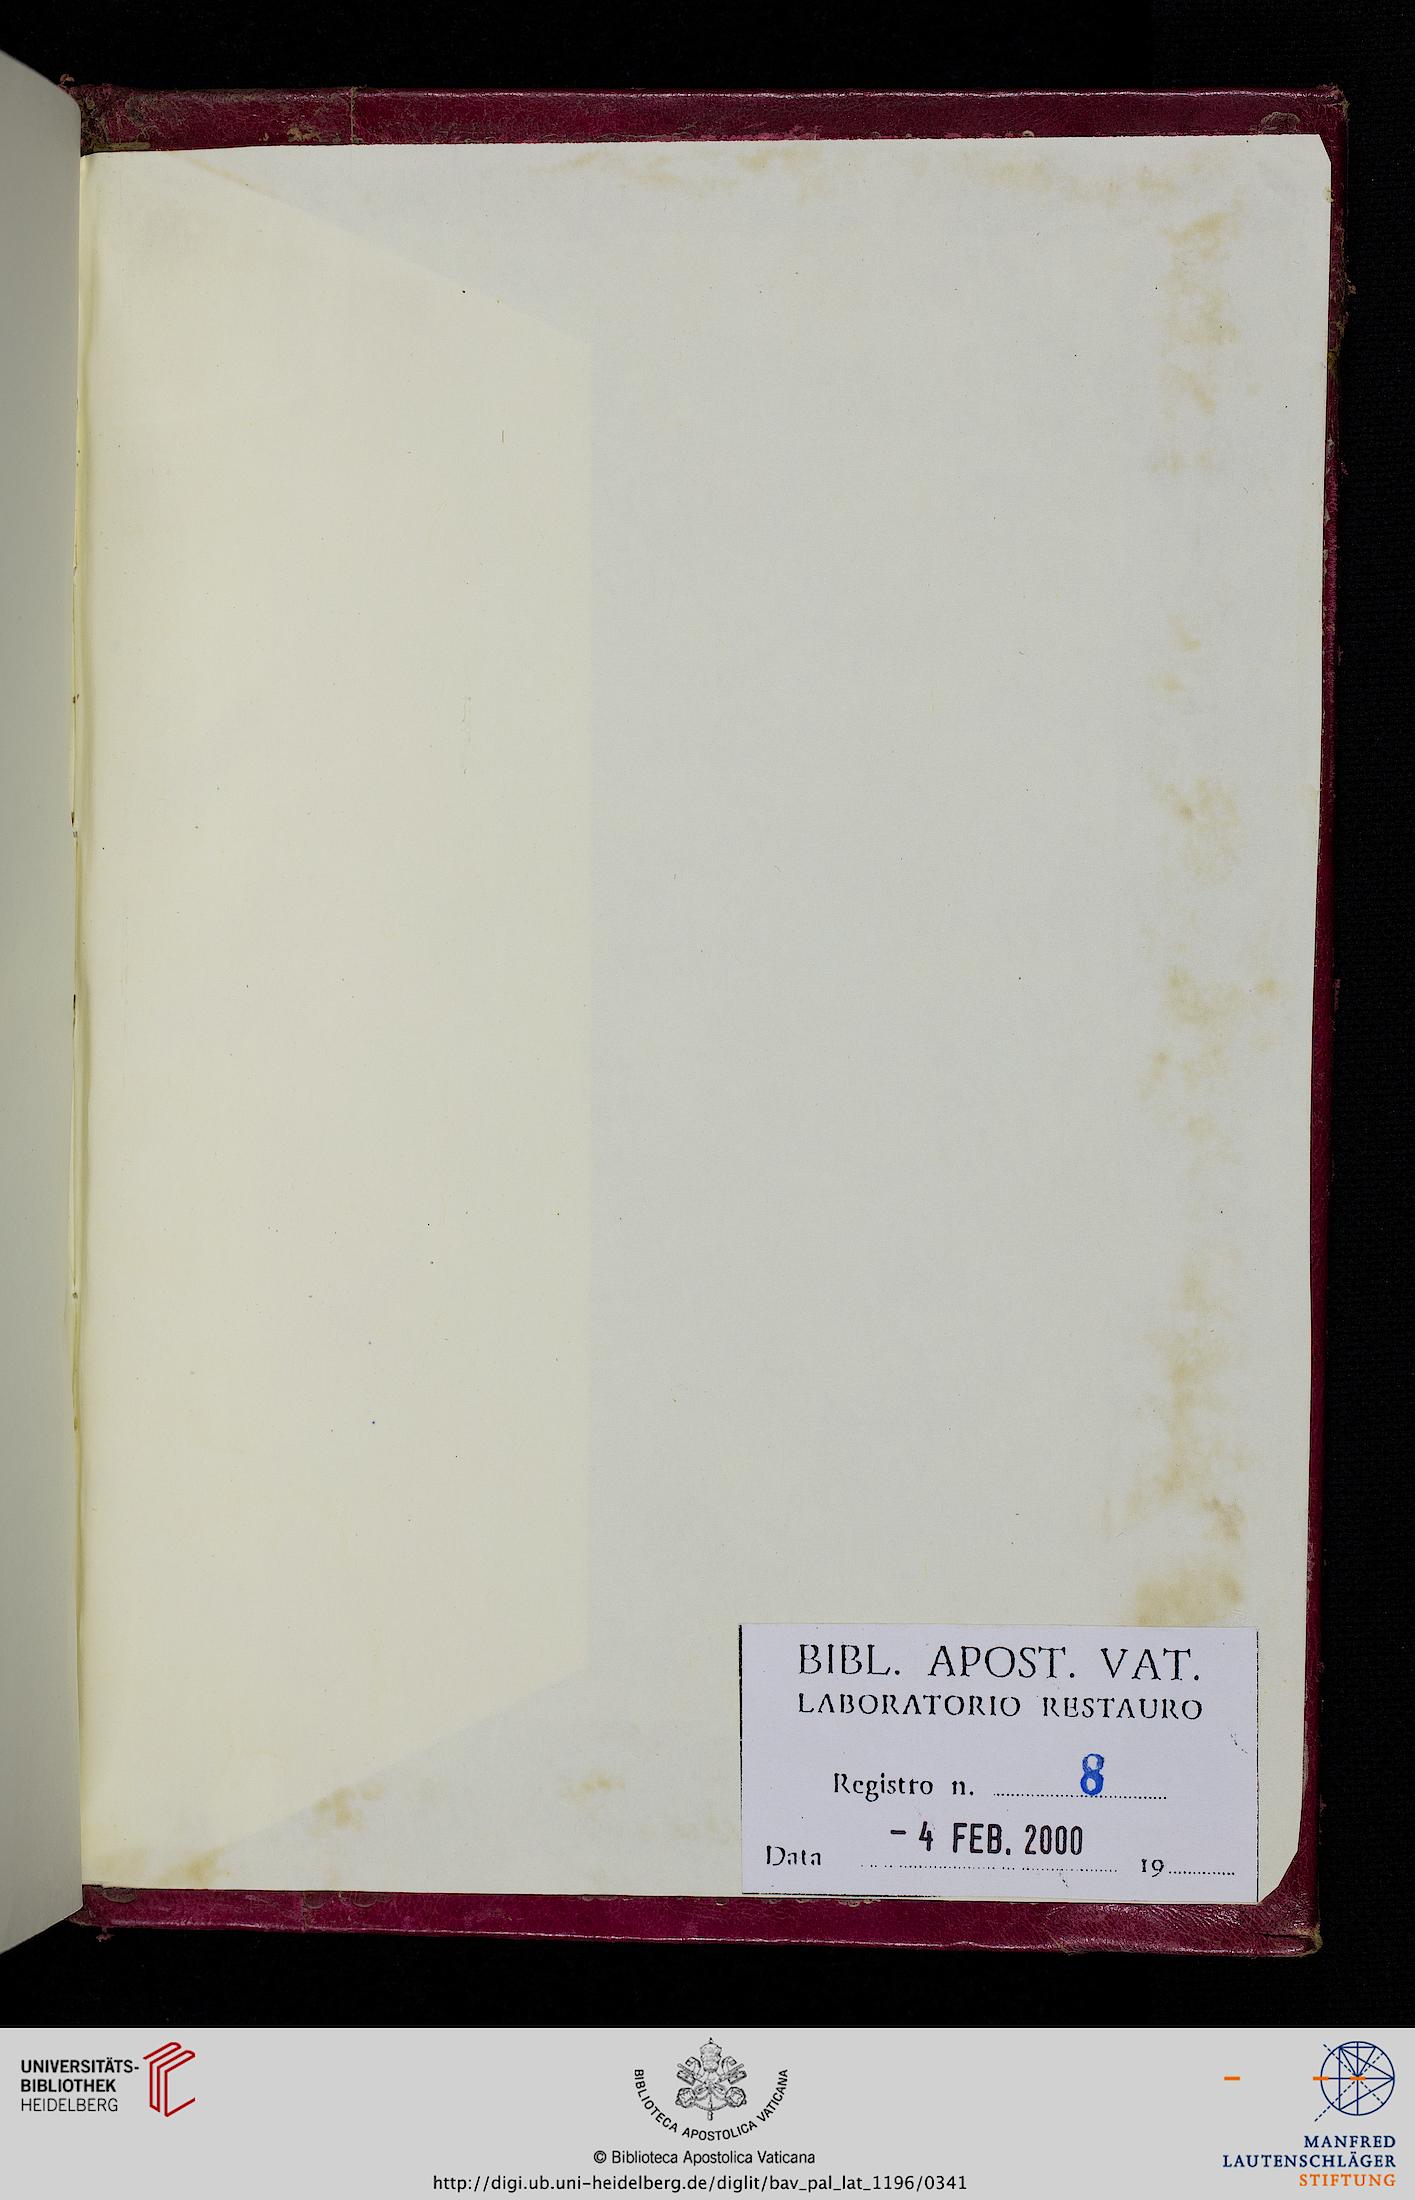 BIBL. APOST. VAT.
LABORATORIO RESTAURO
Registro n. 8
Data - 4 FEB. 2000 19
UNIVERSITÄTS-
BIBLIOTHEK
HEIDELBERG
BIBLIOTECA APOSTOLICA VATICANA
© Biblioteca Apostolica Vaticana
http://digi.ub.uni-heidelberg.de/diglit/bav_pal_lat_1196/0341
MANFRED
LAUTENSCHLÄGER
STIFTUNG